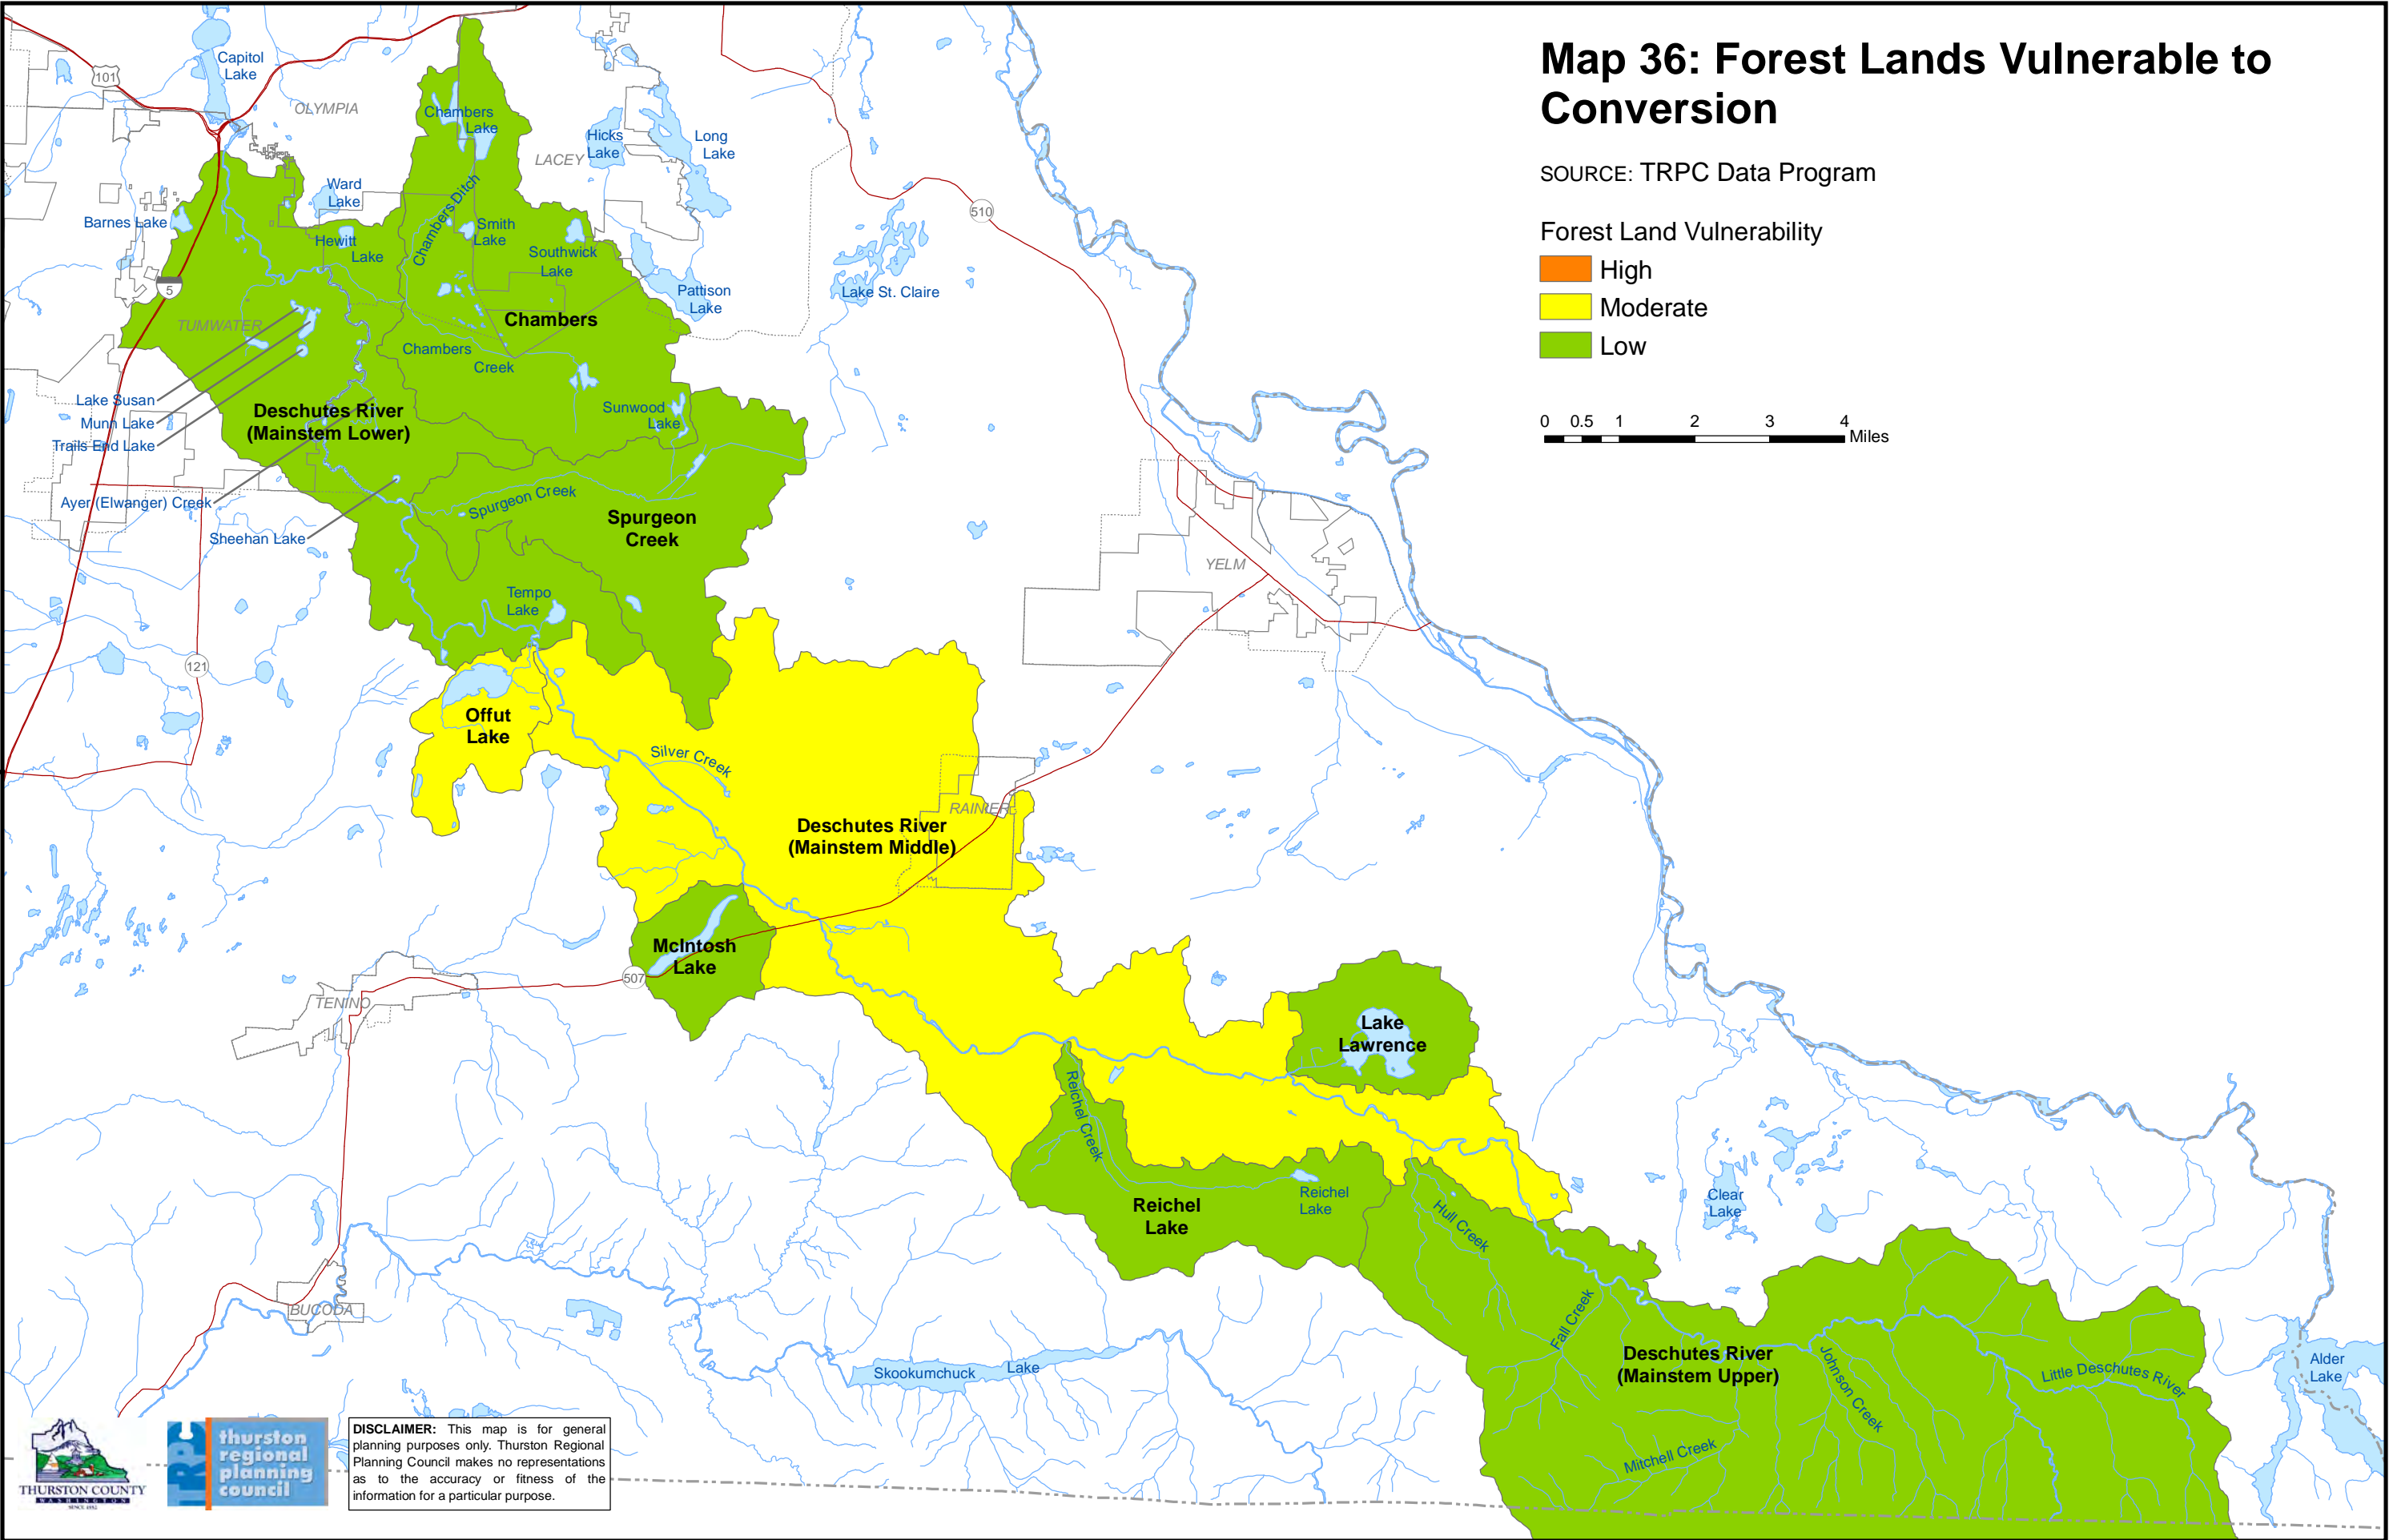 Map 36: Forest Lands Vulnerable to
Conversion
SOURCE: TRPC Data Program
Forest Land Vulnerability
High
Moderate
Low
0 0.5 1 2 3 4
Miles
101
Capitol
Lake
OLYMPIA
Chambers
Lake
Hicks
Lake
Long
Lake
LACEY
Ward
Lake
Barnes Lake
Hewitt
Lake
Chambers Ditch
Smith
Lake
Southwick
Lake
510
Pattison
Lake
Lake St. Claire
5
TUMWATER
Chambers
Chambers
Creek
Lake Susan
Munn Lake
Trails End Lake
Deschutes River
(Mainstem Lower)
Sunwood
Lake
Ayer (Elwanger) Creek
Spurgeon Creek
Sheehan Lake
Spurgeon
Creek
YELM
Tempo
Lake
121
Offut
Lake
Silver Creek
RAINIER
Deschutes River
(Mainstem Middle)
McIntosh
Lake
507
TENINO
Lake
Lawrence
Reichel Creek
Reichel
Lake
Reichel
Lake
Hull Creek
Clear
Lake
BUCODA
Fall Creek
Deschutes River
(Mainstem Upper)
Johnson Creek
Little Deschutes River
Alder
Lake
Skookumchuck Lake
Mitchell Creek
THURSTON COUNTY
WASHINGTON
SINCE 1852
TRPC
thurston
regional
planning
council
DISCLAIMER: This map is for general
planning purposes only. Thurston Regional
Planning Council makes no representations
as to the accuracy or fitness of the
information for a particular purpose.